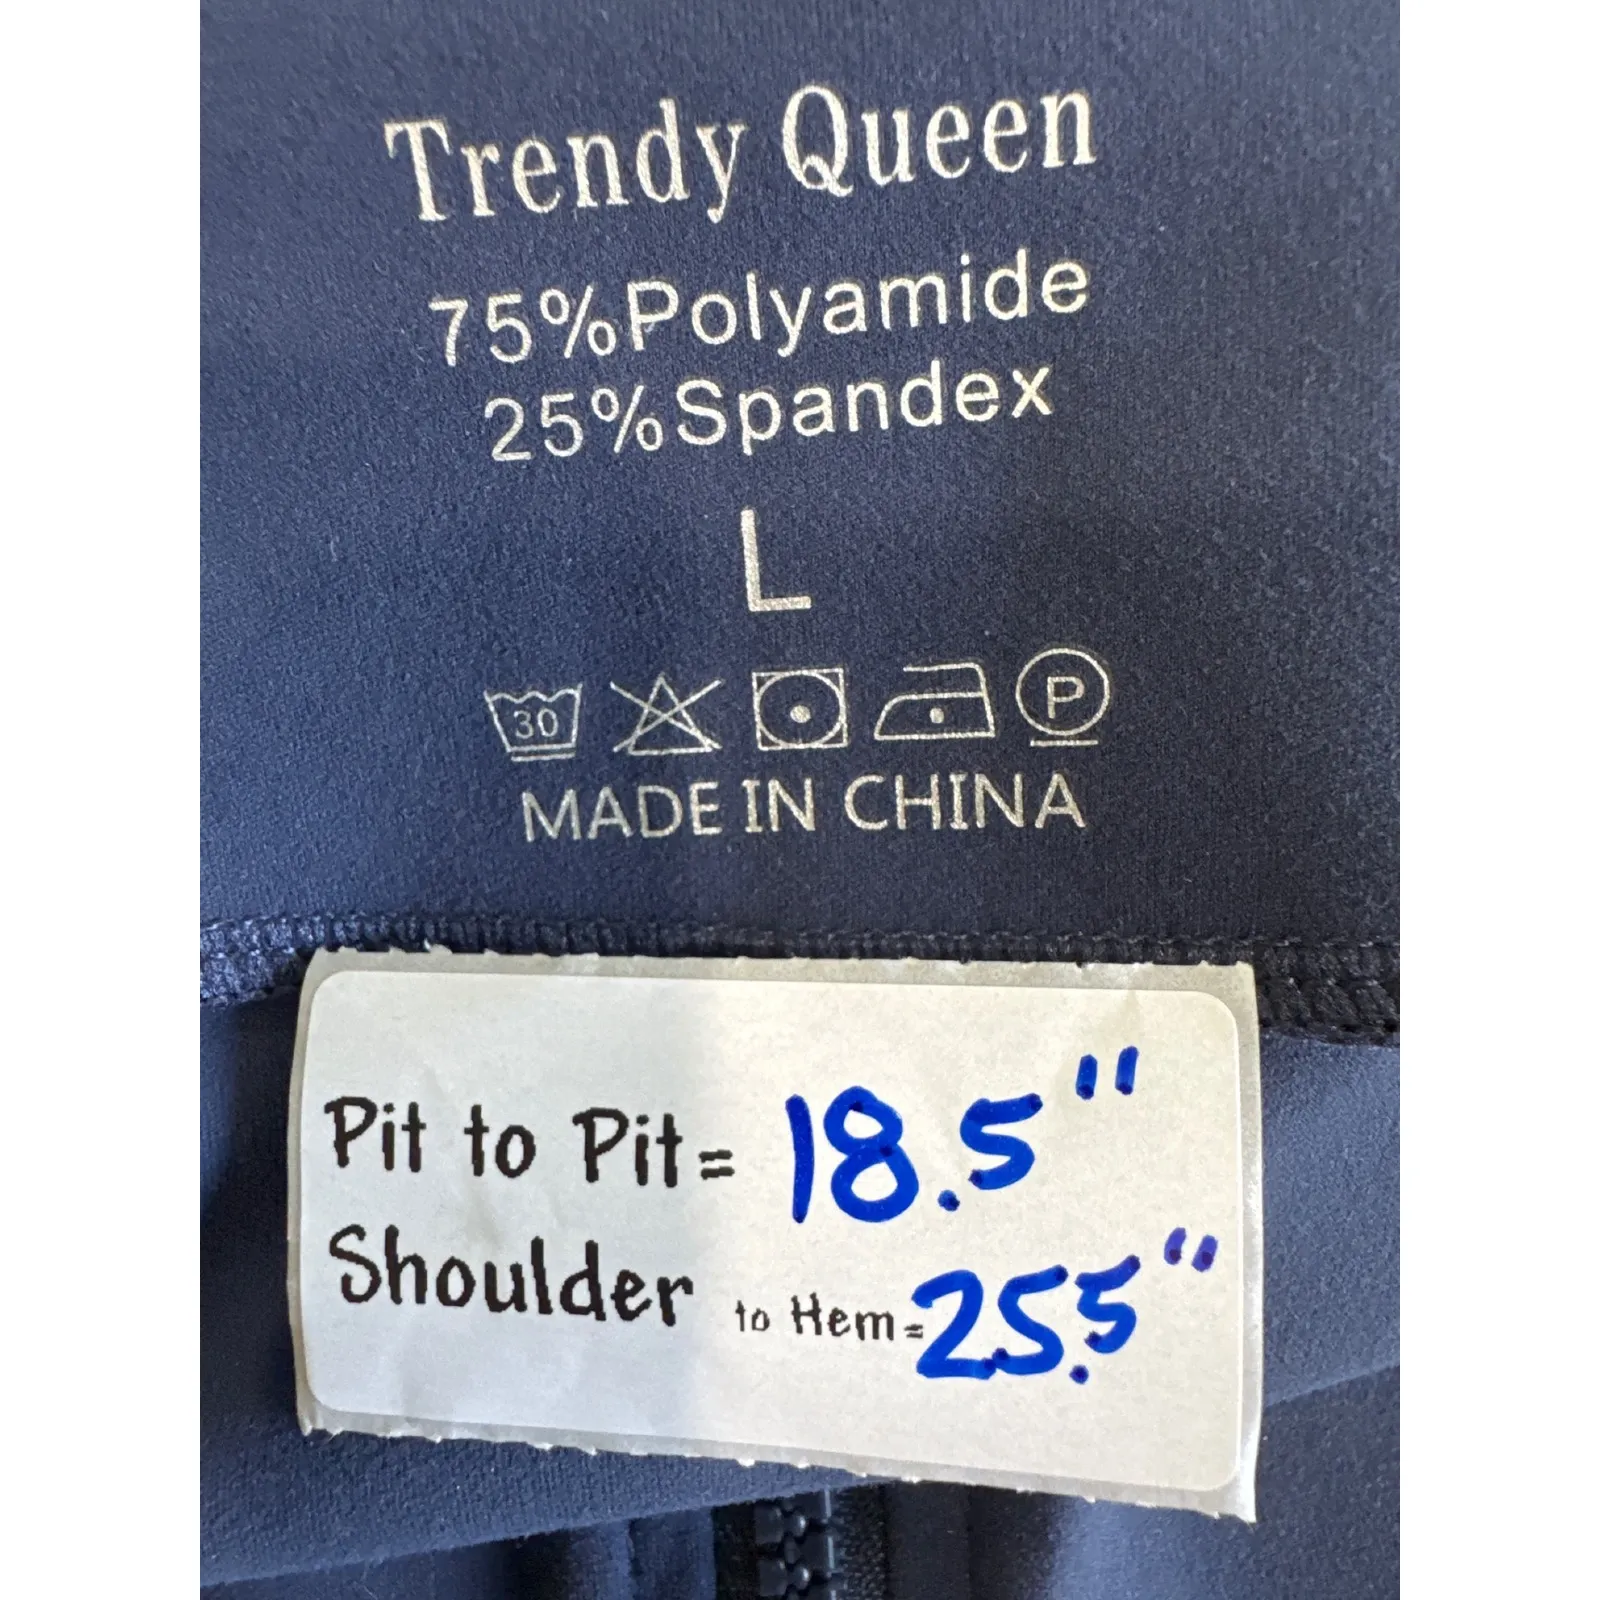 Trendy Queen
75%Polyamide
25%Spandex
L
30 P
MADE IN CHINA
Pit to Pit= 18.5"
Shoulder to Hem=25.5"